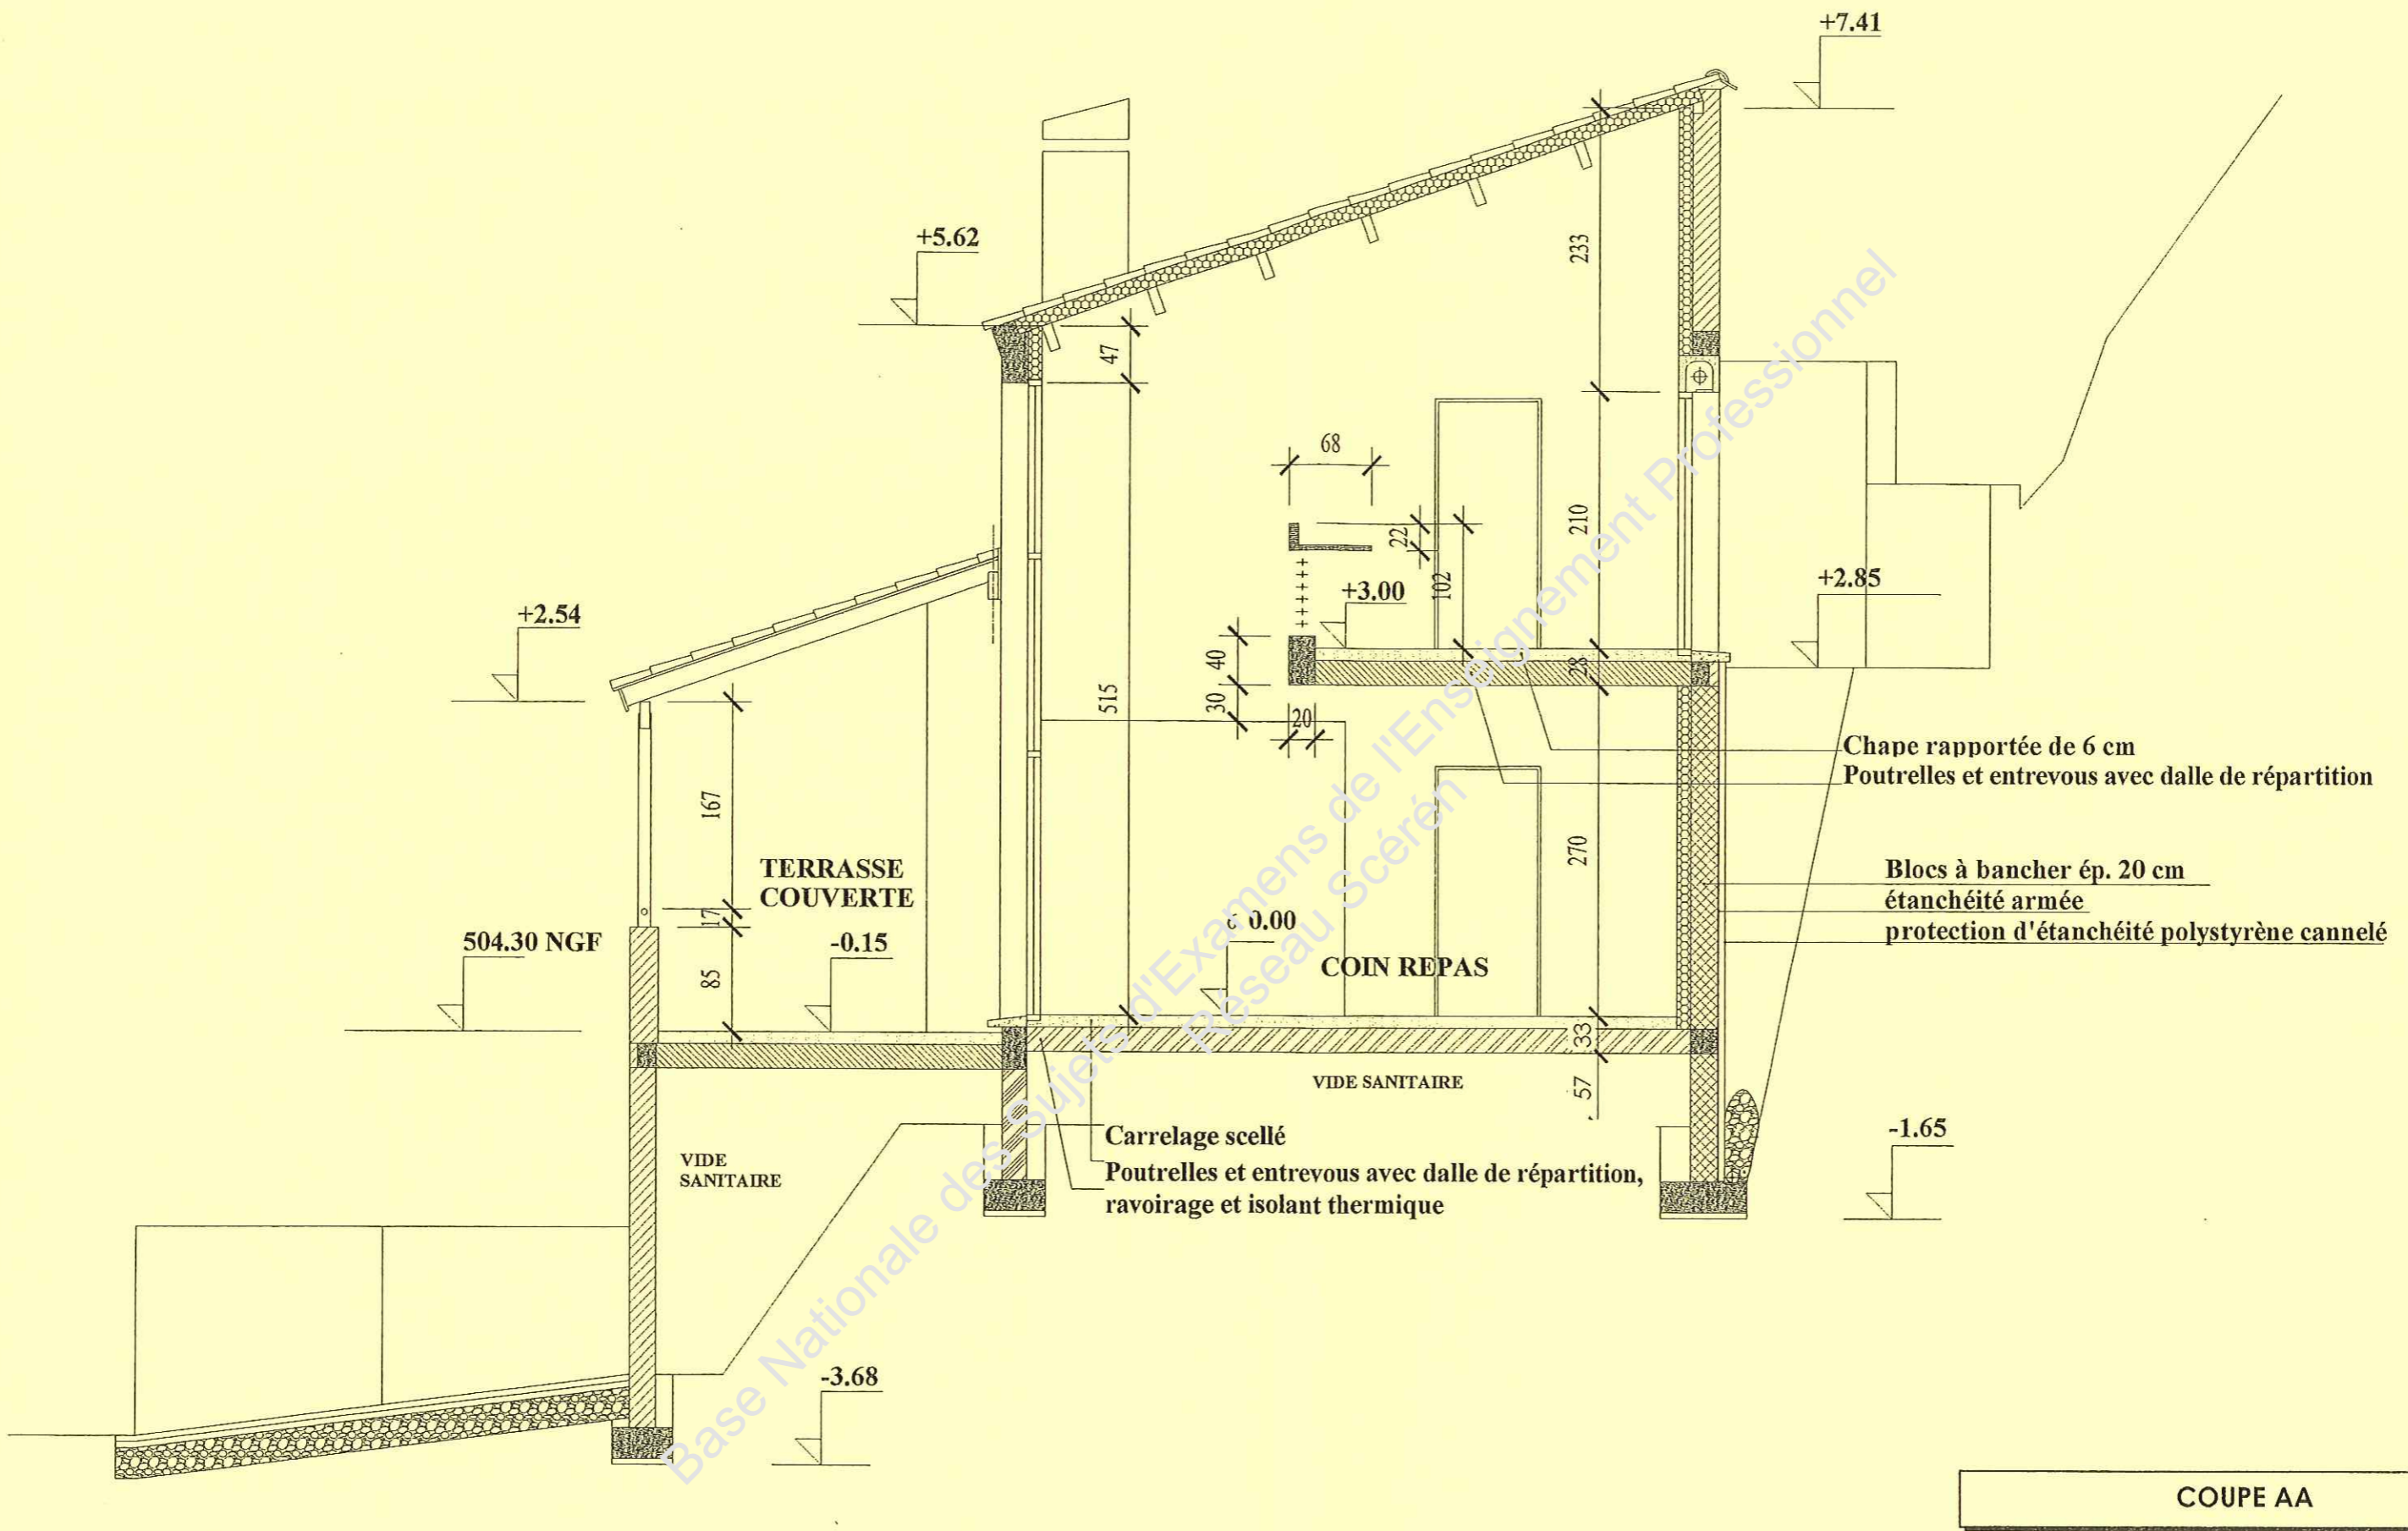 +7.41
+5.62
233
47
68
210
22
102
+3.00
+2.85
+2.54
40
28
30
20
515
Chape rapportée de 6 cm
Poutrelles et entrevous avec dalle de répartition
167
270
TERRASSE
COUVERTE
Blocs à bancher ép. 20 cm
étanchéité armée
protection d'étanchéité polystyrène cannelé
17
504.30 NGF
-0.15
0.00
COIN REPAS
85
33
VIDE SANITAIRE
57
-1.65
Carrelage scellé
Poutrelles et entrevous avec dalle de répartition,
ravoirage et isolant thermique
VIDE
SANITAIRE
-3.68
COUPE AA
Base Nationale des Sujets d'Examens de l'Enseignement Professionnel
Réseau Scérén